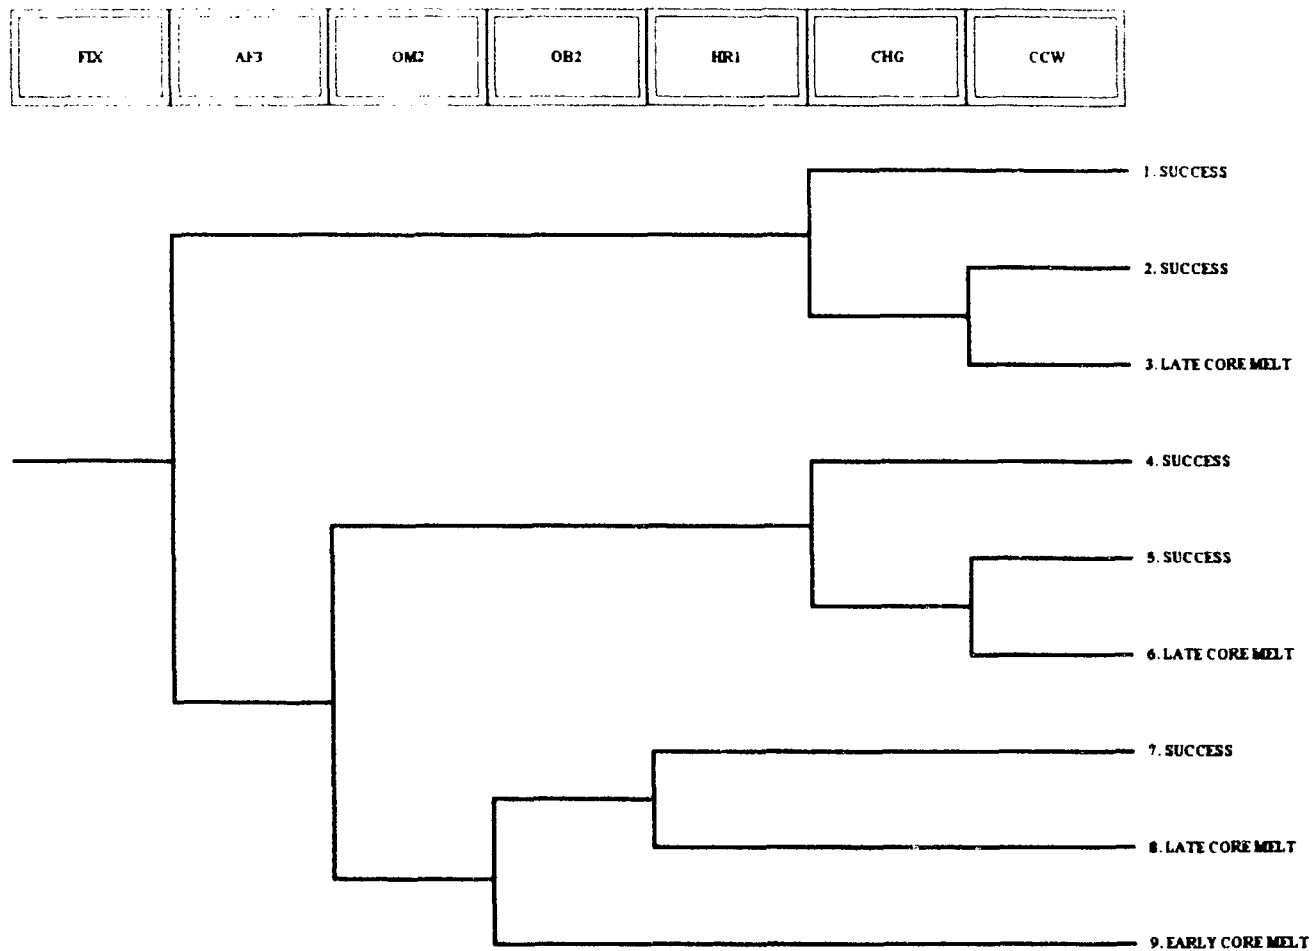 FIX AF3 OM2 OB2 HR1 CHG CCW
1. SUCCESS
2. SUCCESS
3. LATE CORE MELT
4. SUCCESS
5. SUCCESS
6. LATE CORE MELT
7. SUCCESS
8. LATE CORE MELT
9. EARLY CORE MELT